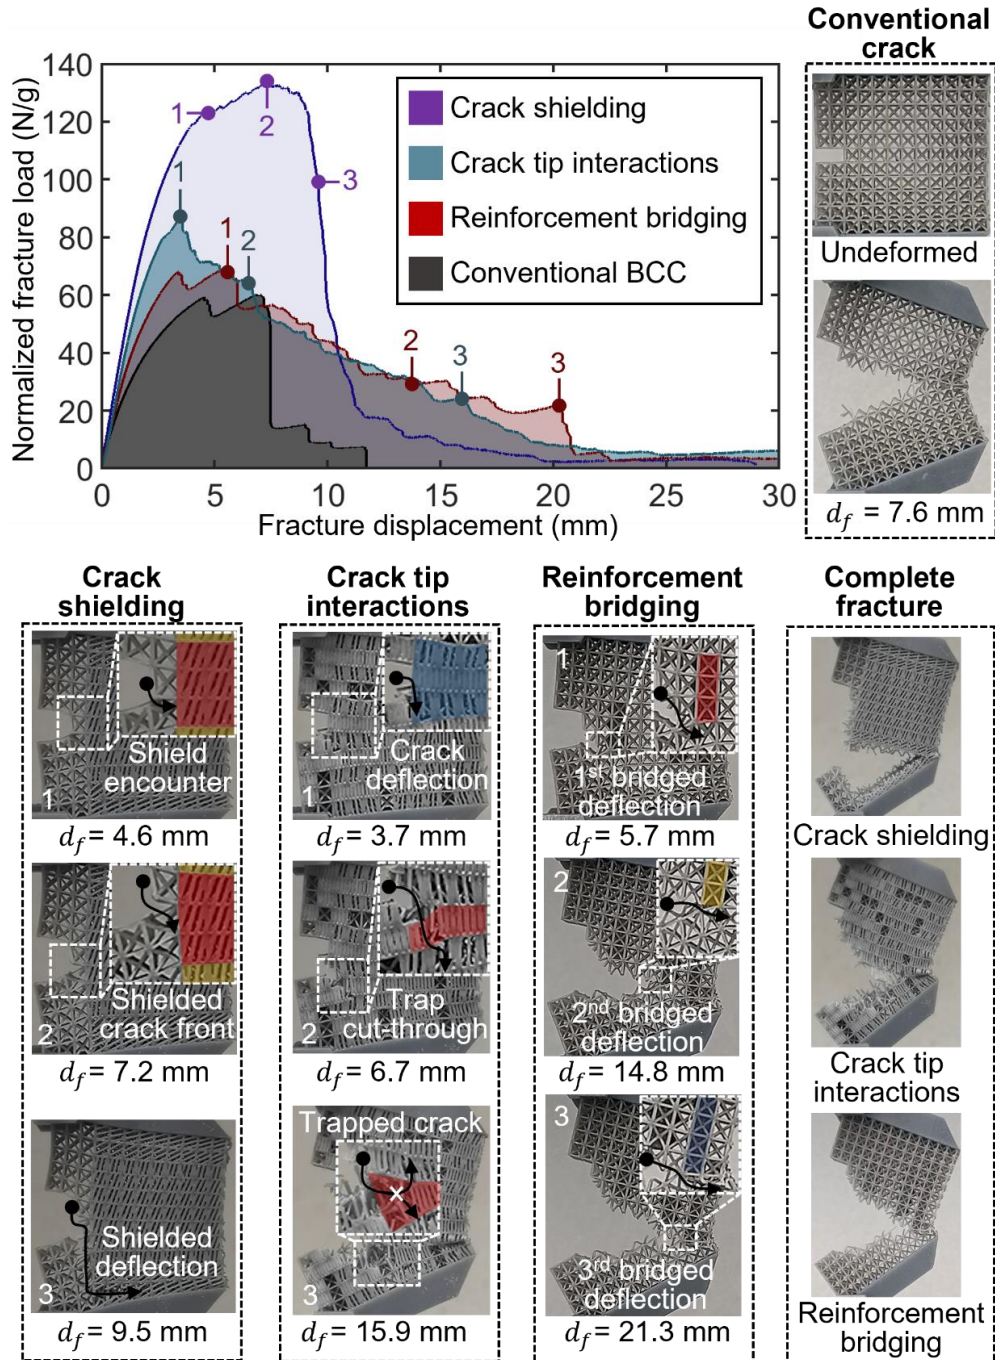 Conventional
crack
Normalized fracture load (N/g)
140
120
100
80
60
40
20
0
0
5
10
15
20
25
30
Fracture displacement (mm)
1
2
3
1
2
3
1
2
3
Crack shielding
Crack tip interactions
Reinforcement bridging
Conventional BCC
Undeformed
d_f = 7.6 mm
Crack
shielding
Shield
encounter
1
d_f = 4.6 mm
Shielded
crack front
2
d_f = 7.2 mm
Shielded
deflection
3
d_f = 9.5 mm
Crack tip
interactions
Crack
deflection
1
d_f = 3.7 mm
Trap
cut-through
2
d_f = 6.7 mm
Trapped crack
3
d_f = 15.9 mm
Reinforcement
bridging
1
1st bridged
deflection
d_f = 5.7 mm
2
2nd bridged
deflection
d_f = 14.8 mm
3
3rd bridged
deflection
d_f = 21.3 mm
Complete
fracture
Crack shielding
Crack tip
interactions
Reinforcement
bridging